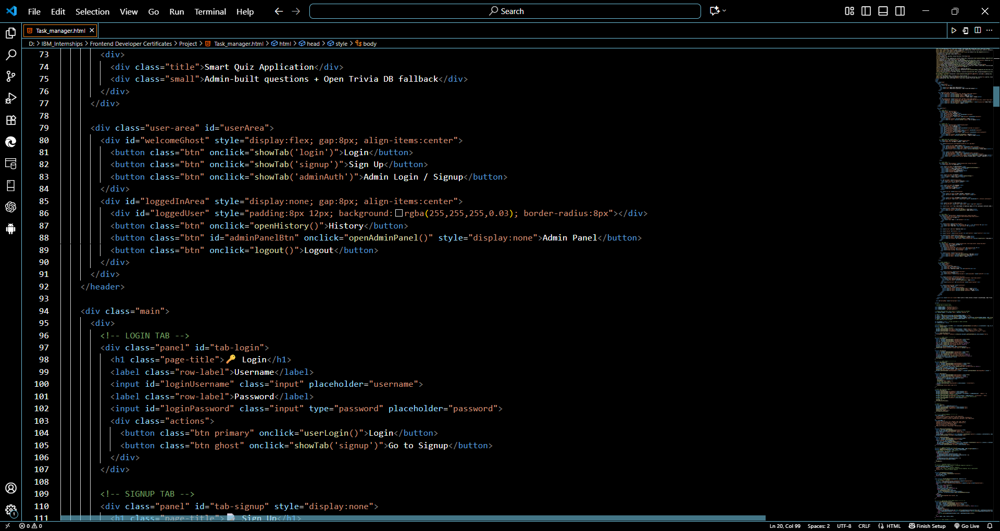 File Edit Selection View Go Run Terminal Help Search
Task_manager.html
D: > IBM_Internships > Frontend Developer Certificates > Project > Task_manager.html > html > head > style > body
73 <div>
74 <div class="title">Smart Quiz Application</div>
75 <div class="small">Admin-built questions + Open Trivia DB fallback</div>
76 </div>
77 </div>
78
79 <div class="user-area" id="userArea">
80 <div id="welcomeGhost" style="display:flex; gap:8px; align-items:center">
81 <button class="btn" onclick="showTab('login')">Login</button>
82 <button class="btn" onclick="showTab('signup')">Sign Up</button>
83 <button class="btn" onclick="showTab('adminAuth')">Admin Login / Signup</button>
84 </div>
85 <div id="loggedInArea" style="display:none; gap:8px; align-items:center">
86 <div id="loggedUser" style="padding:8px 12px; background:rgba(255,255,255,0.03); border-radius:8px"></div>
87 <button class="btn" onclick="openHistory()">History</button>
88 <button class="btn" id="adminPanelBtn" onclick="openAdminPanel()" style="display:none">Admin Panel</button>
89 <button class="btn" onclick="logout()">Logout</button>
90 </div>
91 </div>
92 </header>
93
94 <div class="main">
95 <div>
96 <!-- LOGIN TAB -->
97 <div class="panel" id="tab-login">
98 <h1 class="page-title">🔑 Login</h1>
99 <label class="row-label">Username</label>
100 <input id="loginUsername" class="input" placeholder="username">
101 <label class="row-label">Password</label>
102 <input id="loginPassword" class="input" type="password" placeholder="password">
103 <div class="actions">
104 <button class="btn primary" onclick="userLogin()">Login</button>
105 <button class="btn ghost" onclick="showTab('signup')">Go to Signup</button>
106 </div>
107 </div>
108
109 <!-- SIGNUP TAB -->
110 <div class="panel" id="tab-signup" style="display:none">
111 <h1 class="page-title"> Sign Up</h1>
0 0 Ln 20, Col 99 Spaces: 2 UTF-8 CRLF HTML Finish Setup Go Live